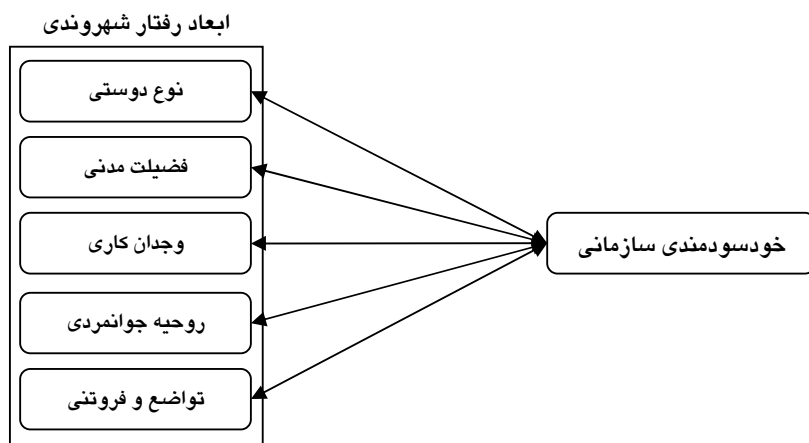 ابعاد رفتار شهروندی
نوع دوستی
فضیلت مدنی
وجدان کاری
روحیه جوانمردی
تواضع و فروتنی
خودسودمندی سازمانی